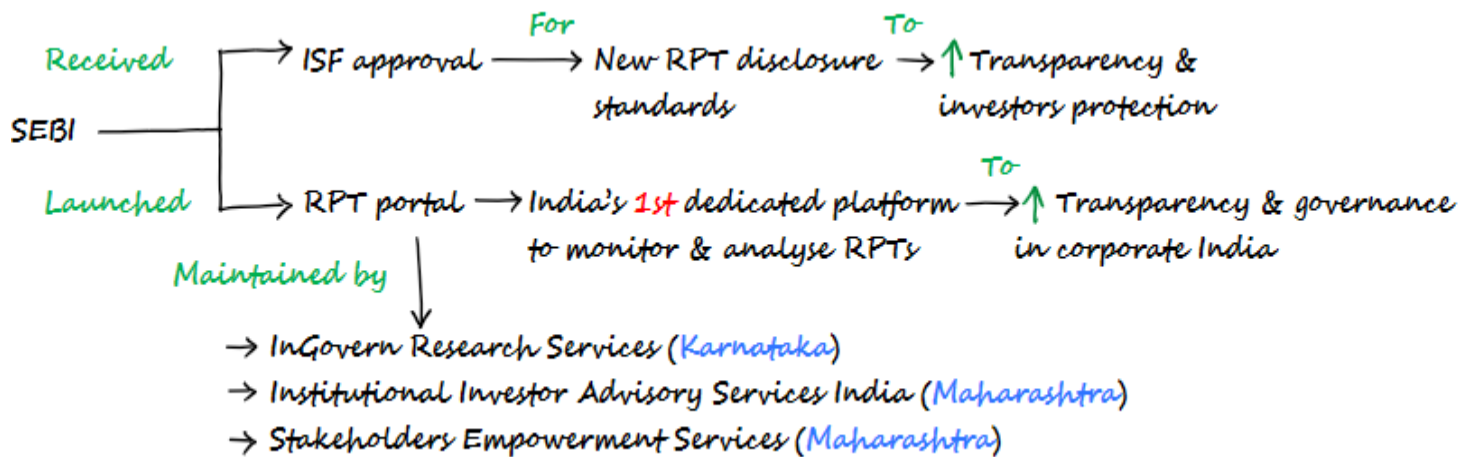 For To
Received ISF approval New RPT disclosure Transparency &
standards investors protection
SEBI
To
Launched RPT portal India's 1st dedicated platform Transparency & governance
to monitor & analyse RPTs in corporate India
Maintained by
InGovern Research Services (Karnataka)
Institutional Investor Advisory Services India (Maharashtra)
Stakeholders Empowerment Services (Maharashtra)